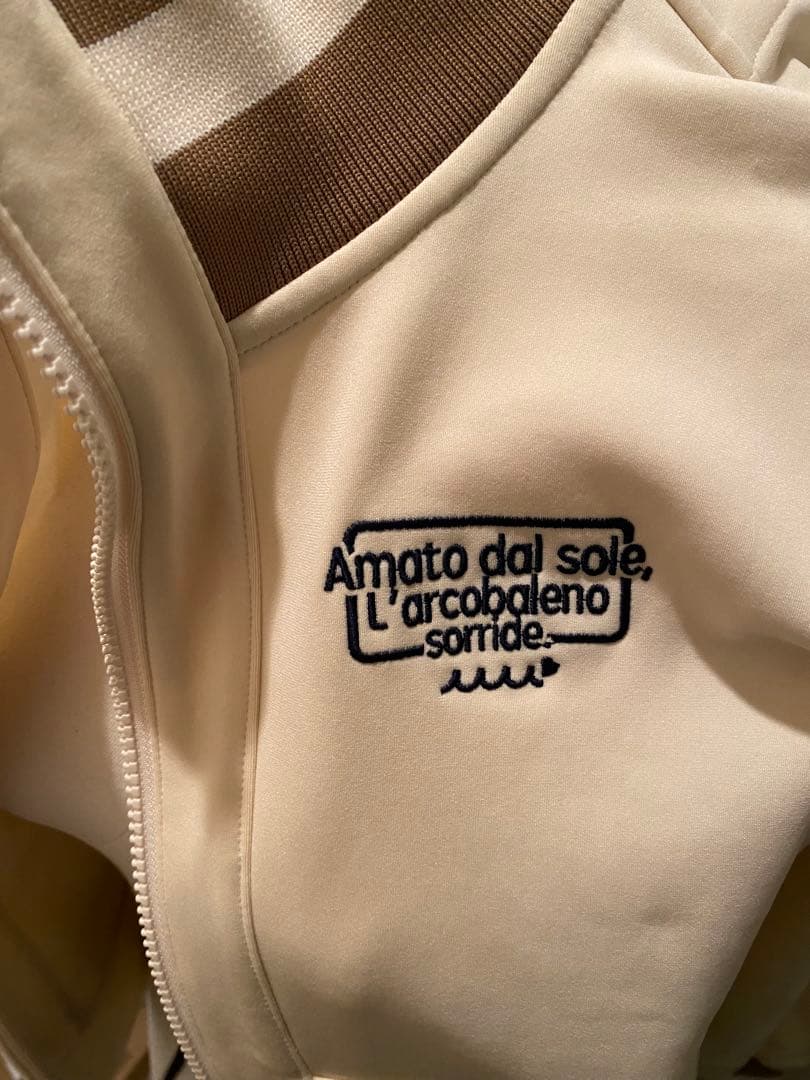 Amato dal sole,
L'arcobaleno
sorride.